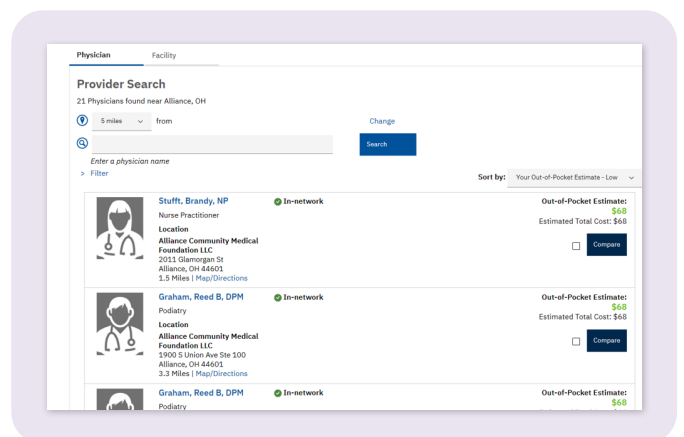 Physician Facility
Provider Search
21 Physicians found near Alliance, OH
5 miles from Change
Search
Enter a physician name
> Filter
Sort by: Your Out-of-Pocket Estimate - Low
Stufft, Brandy, NP
In-network
Nurse Practitioner
Location
Alliance Community Medical
Foundation LLC
2011 Glamorgan St
Alliance, OH 44601
1.5 Miles | Map/Directions
Out-of-Pocket Estimate:
$68
Estimated Total Cost: $68
Compare
Graham, Reed B, DPM
In-network
Podiatry
Location
Alliance Community Medical
Foundation LLC
1900 S Union Ave Ste 100
Alliance, OH 44601
3.3 Miles | Map/Directions
Out-of-Pocket Estimate:
$68
Estimated Total Cost: $68
Compare
Graham, Reed B, DPM
In-network
Podiatry
Out-of-Pocket Estimate:
$68